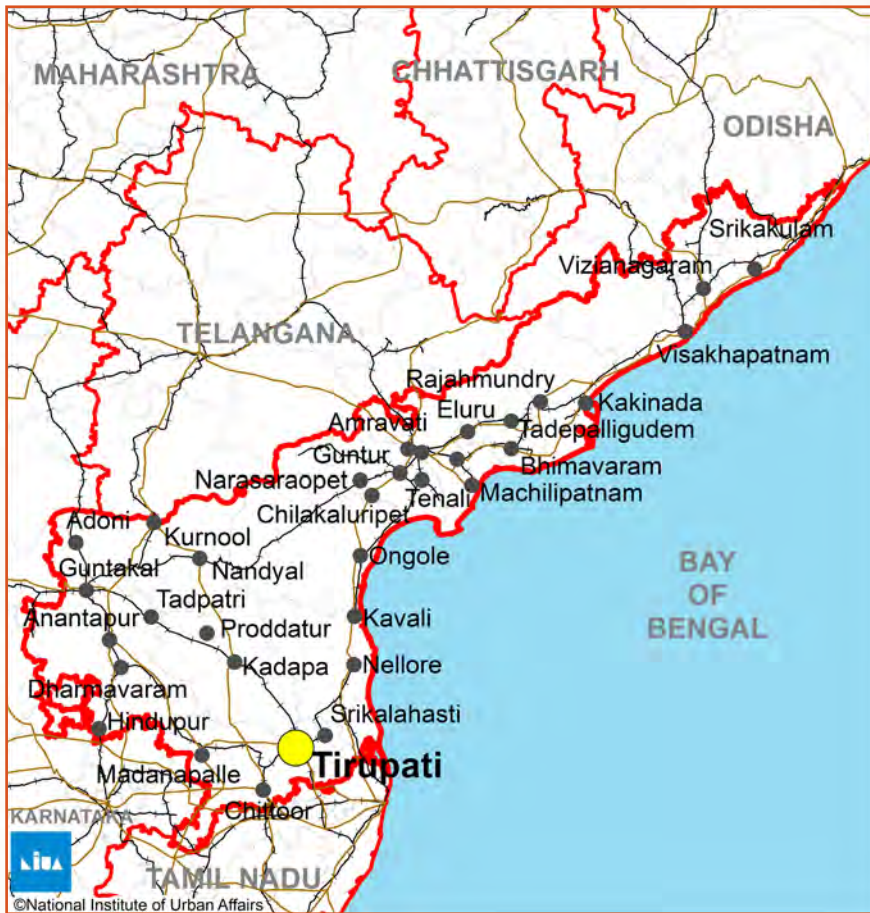 MAHARASHTRA
CHHATTISGARH
ODISHA
Srikakulam
Vizianagaram
TELANGANA
Visakhapatnam
Rajahmundry
Kakinada
Eluru
Amravati
Tadepalligudem
Guntur
Bhimavaram
Narasaraopet
Tenali
Machilipatnam
Chilakaluripet
Adoni
Kurnool
Ongole
Guntakal
Nandyal
BAY
OF
BENGAL
Tadpatri
Anantapur
Kavali
Proddatur
Kadapa
Nellore
Dharmavaram
Hindupur
Srikalahasti
Tirupati
Madanapalle
Chittoor
KARNATAKA
NIUA
TAMIL NADU
©National Institute of Urban Affairs